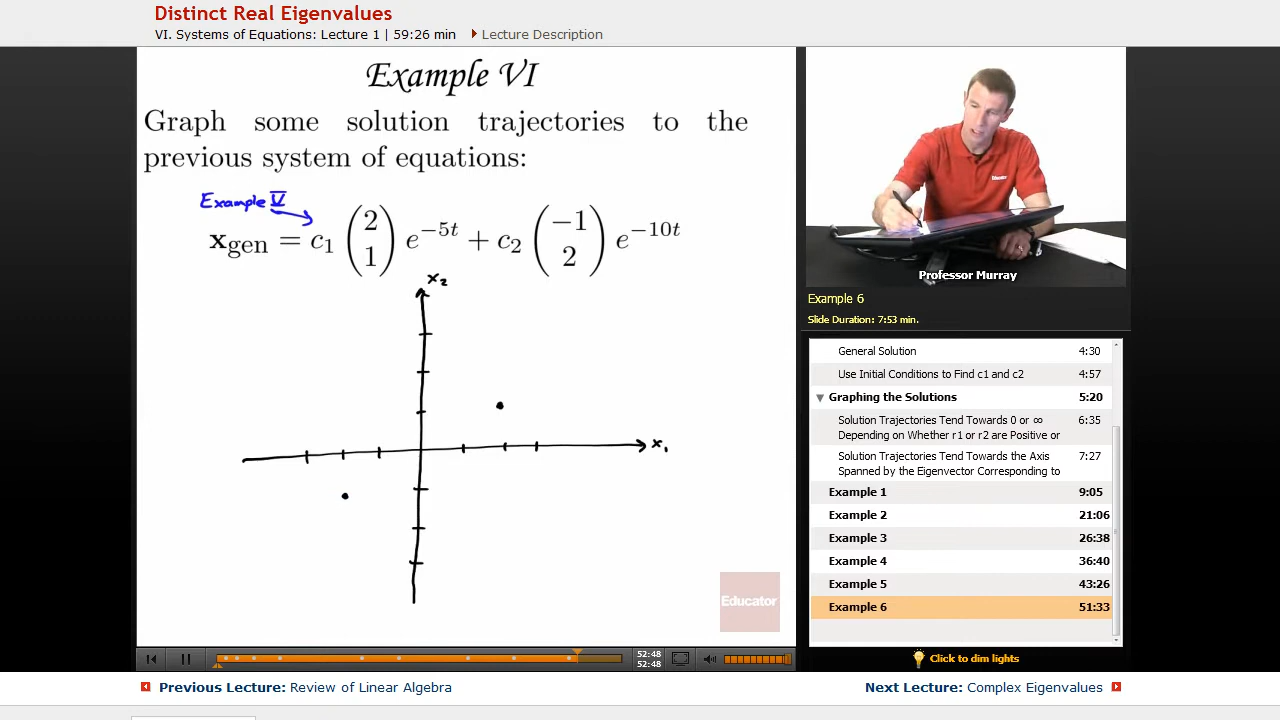 Distinct Real Eigenvalues
VI. Systems of Equations: Lecture 1 | 59:26 min
Lecture Description
Example VI
Graph some solution trajectories to the
previous system of equations:
Example V
x_gen = c₁ (2 1) e^{-5t} + c₂ (-1 2) e^{-10t}
x₂
x₁
Educator
Educator
Professor Murray
Example 6
Slide Duration: 7:53 min.
General Solution 4:30
Use Initial Conditions to Find c1 and c2 4:57
Graphing the Solutions 5:20
Solution Trajectories Tend Towards 0 or ∞ 6:35
Depending on Whether r1 or r2 are Positive or
Solution Trajectories Tend Towards the Axis 7:27
Spanned by the Eigenvector Corresponding to
Example 1 9:05
Example 2 21:06
Example 3 26:38
Example 4 36:40
Example 5 43:26
Example 6 51:33
52:48
52:48
Click to dim lights
Previous Lecture: Review of Linear Algebra
Next Lecture: Complex Eigenvalues